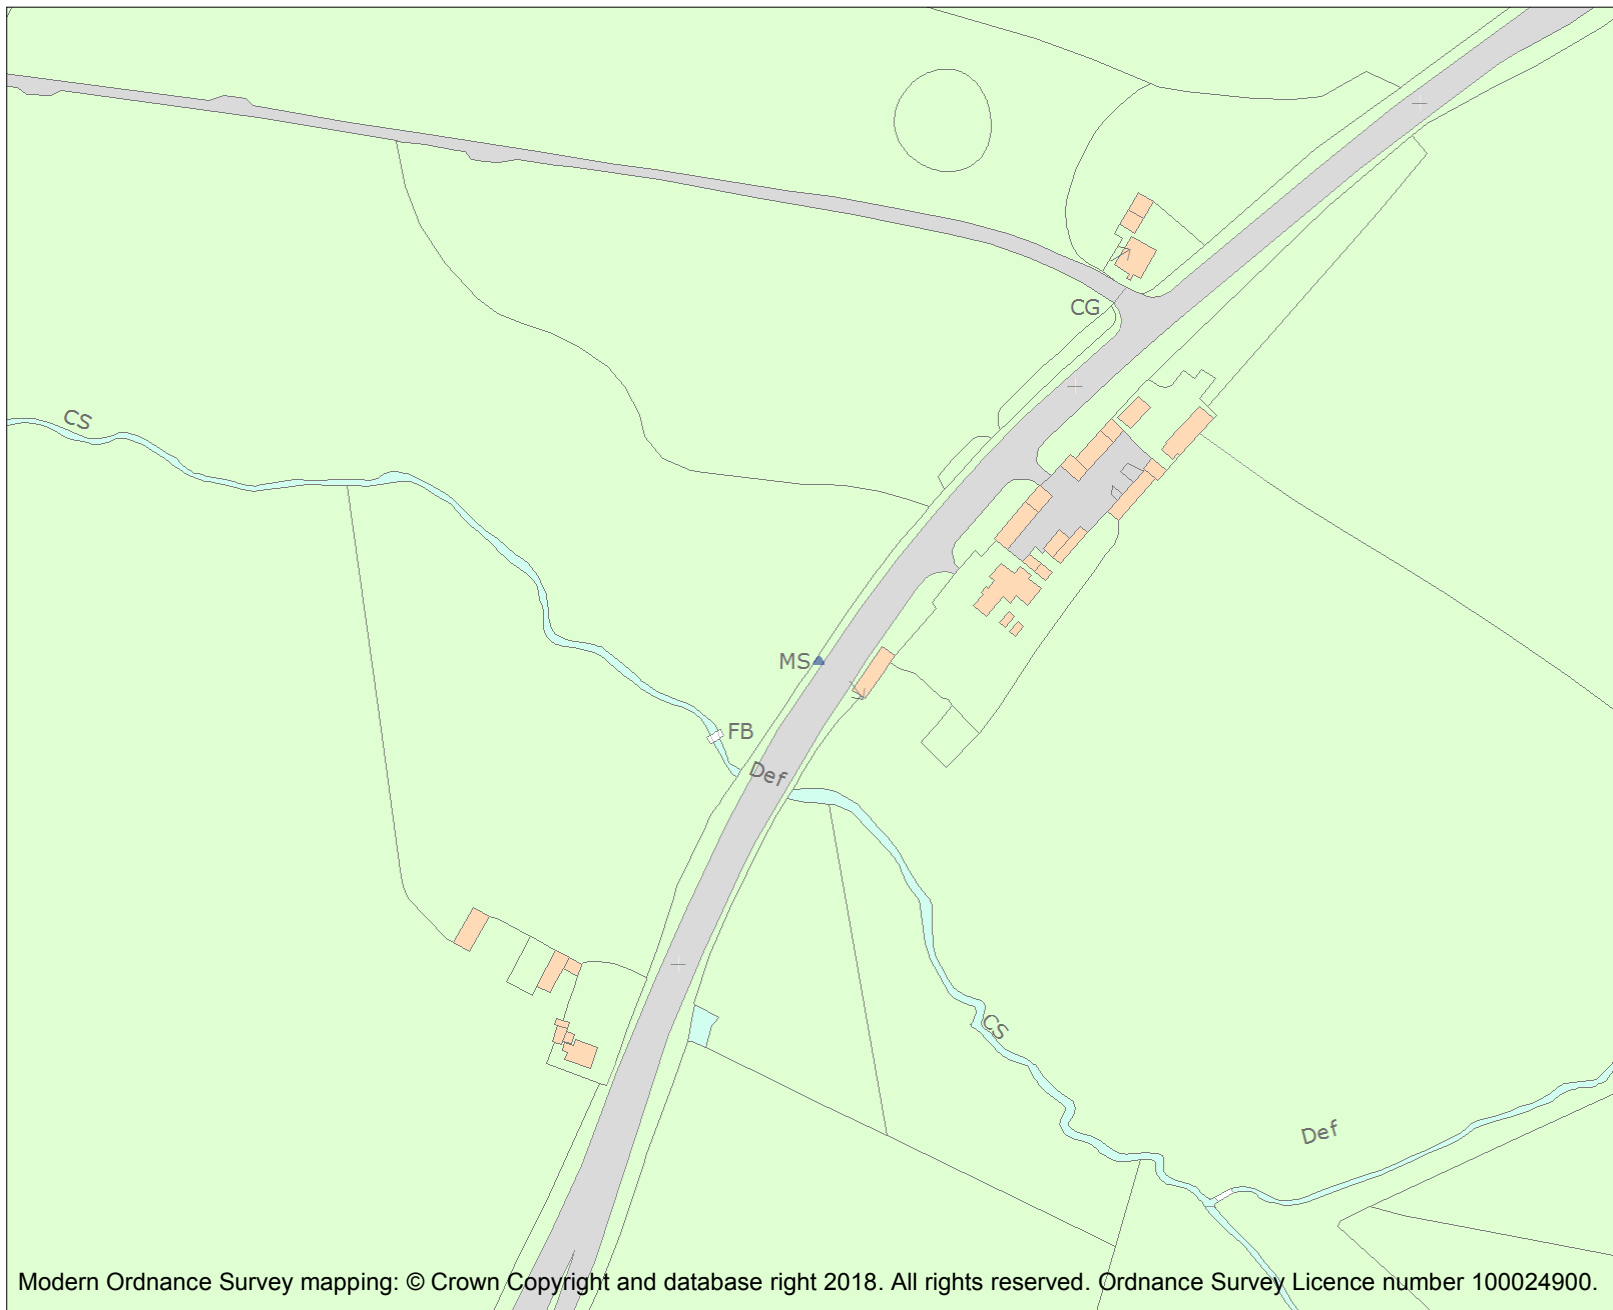 CG
CS
MS
FB
Def
CS
Def
Modern Ordnance Survey mapping: © Crown Copyright and database right 2018. All rights reserved. Ordnance Survey Licence number 100024900.